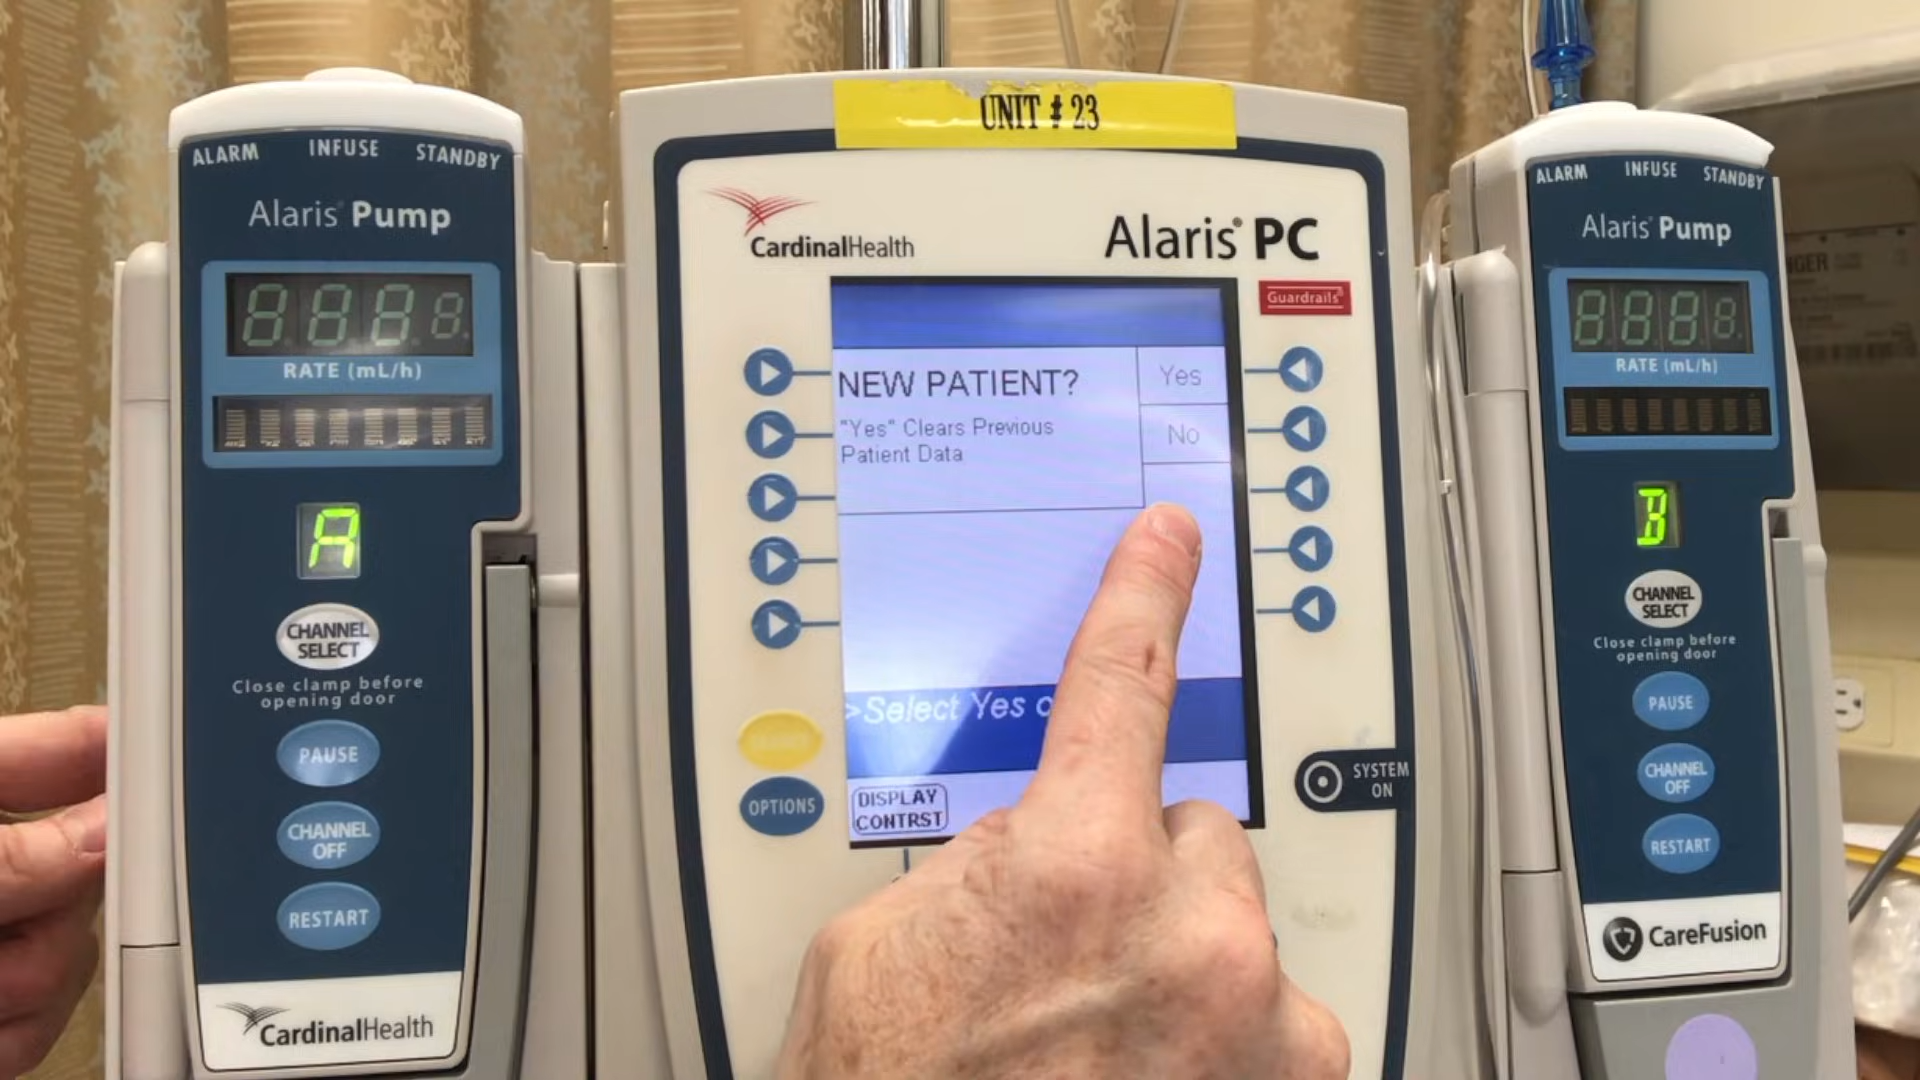 UNIT # 23
ALARM INFUSE STANDBY
Alaris® Pump
RATE (mL/h)
A
CHANNEL
SELECT
Close clamp before
opening door
PAUSE
CHANNEL
OFF
RESTART
CardinalHealth
CardinalHealth
Alaris® PC
Guardrails®
NEW PATIENT?
"Yes" Clears Previous
Patient Data
Yes
No
>Select Yes
OPTIONS
DISPLAY
CONTRST
SYSTEM
ON
ALARM INFUSE STANDBY
Alaris® Pump
RATE (mL/h)
B
CHANNEL
SELECT
Close clamp before
opening door
PAUSE
CHANNEL
OFF
RESTART
CareFusion